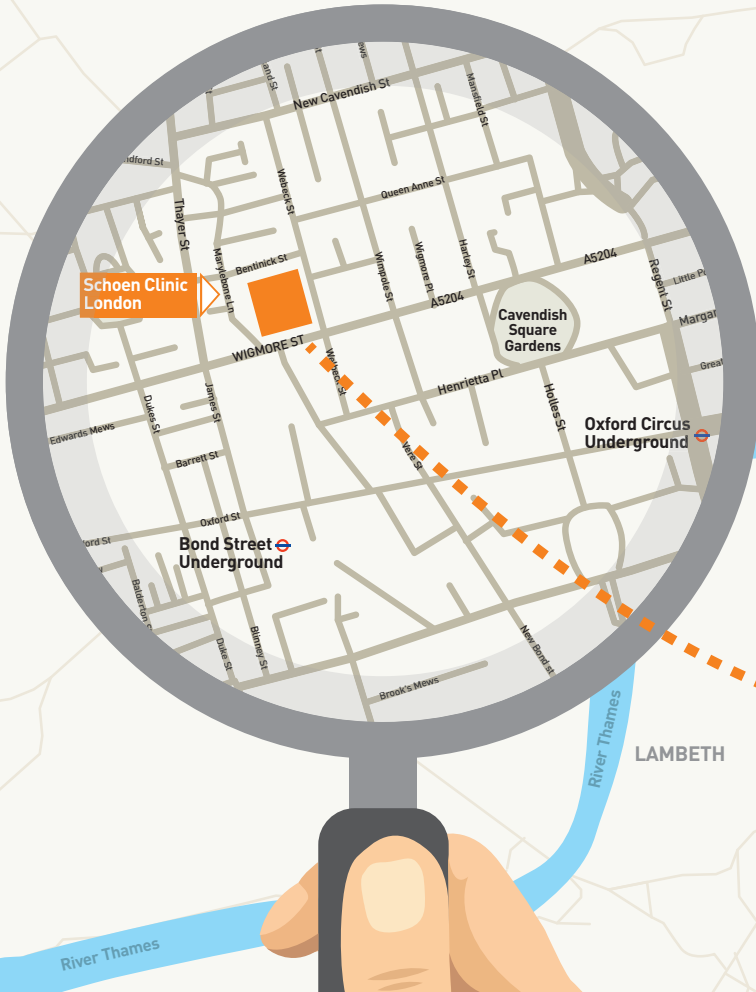 New Cavendish St
Mansfield St
Webeck St
Queen Anne St
Thayer St
Marylebone Ln
Bentinick St
Wimpole St
Wigmore Pl
Harley St
A5204
A5204
Regent St
Schoen Clinic
London
Cavendish
Square
Gardens
WIGMORE ST
Welbeck St
Henrietta Pl
Holles St
Great
Dukes St
James St
Edwards Mews
Barrett St
Vere St
Oxford Circus
Underground
Oxford St
Bond Street
Underground
Duke St
Blinney St
New Bond st
Brook's Mews
River Thames
LAMBETH
River Thames